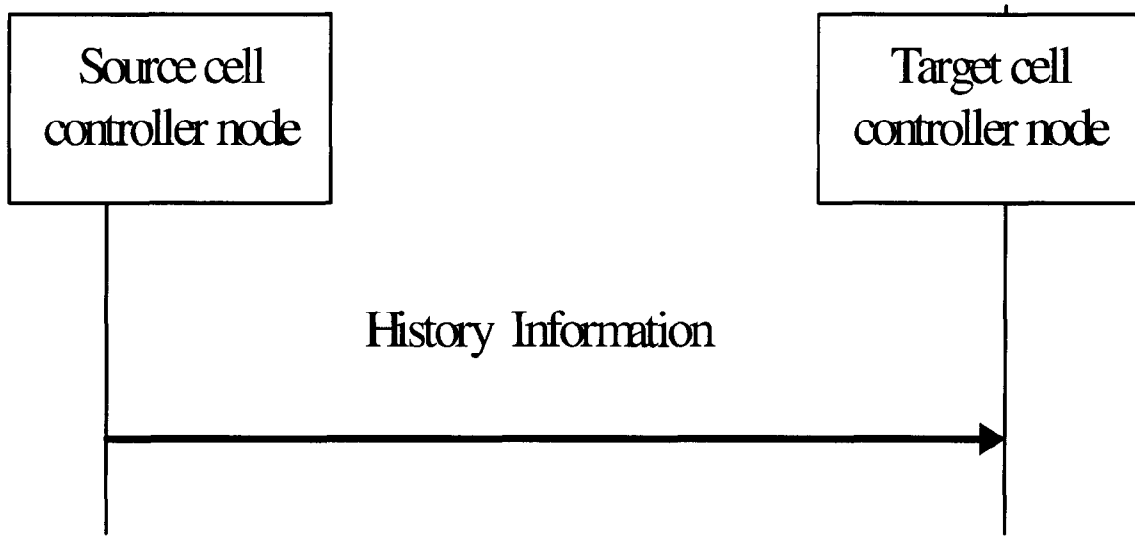 Source cell
controller node
Target cell
controller node
History Information